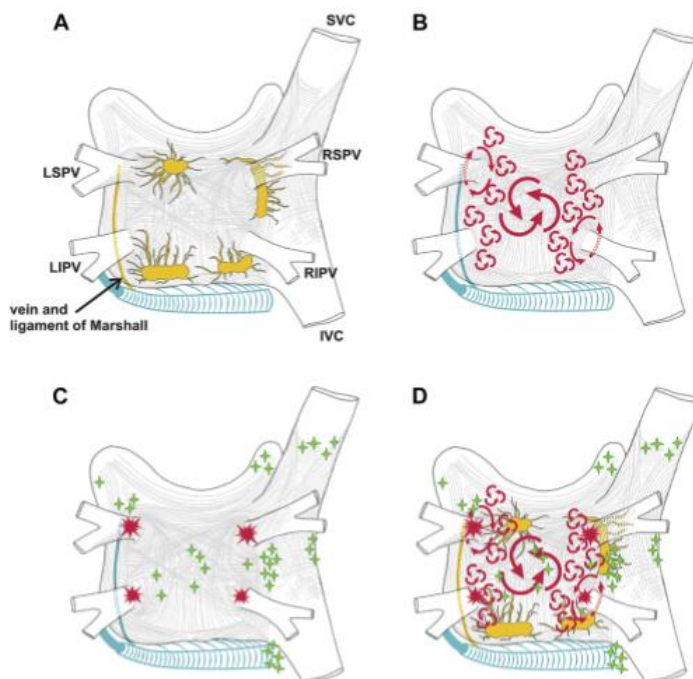 A
SVC
LSPV
RSPV
LIPV
RIPV
vein and
ligament of Marshall
IVC
B
C
D